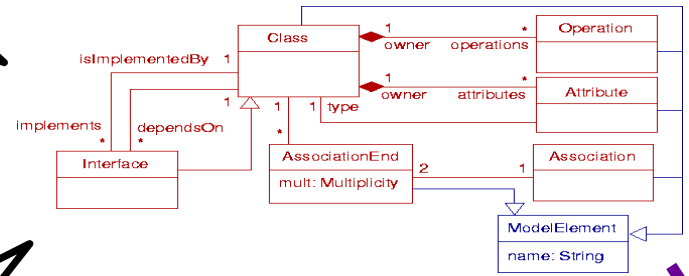 Class
1
*
Operation
owner
operations
isImplementedBy
1
1
*
owner
attributes
Attribute
1
1
1
type
implements
*
*
dependsOn
*
Interface
AssociationEnd
2
1
Association
mult: Multiplicity
ModelElement
name: String